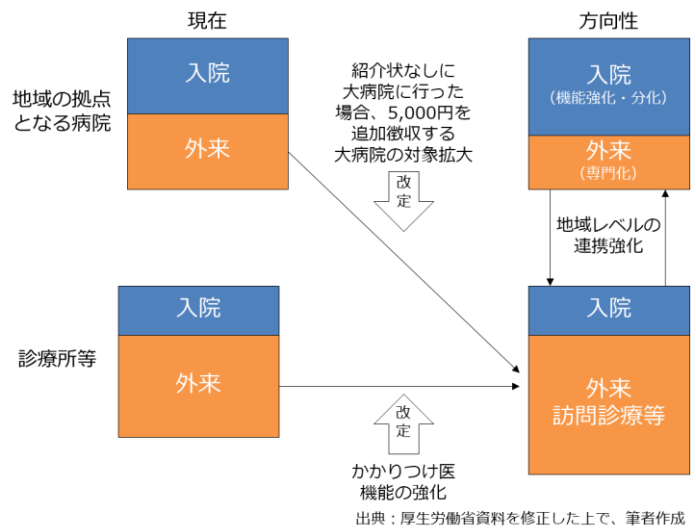 現在
方向性
地域の拠点
となる病院
入院
外来
紹介状なしに
大病院に行った
場合、5,000円を
追加徴収する
大病院の対象拡大
改
定
入院
(機能強化・分化)
外来
(専門化)
地域レベルの
連携強化
診療所等
入院
外来
改
定
かかりつけ医
機能の強化
入院
外来
訪問診療等
出典：厚生労働省資料を修正した上で、筆者作成